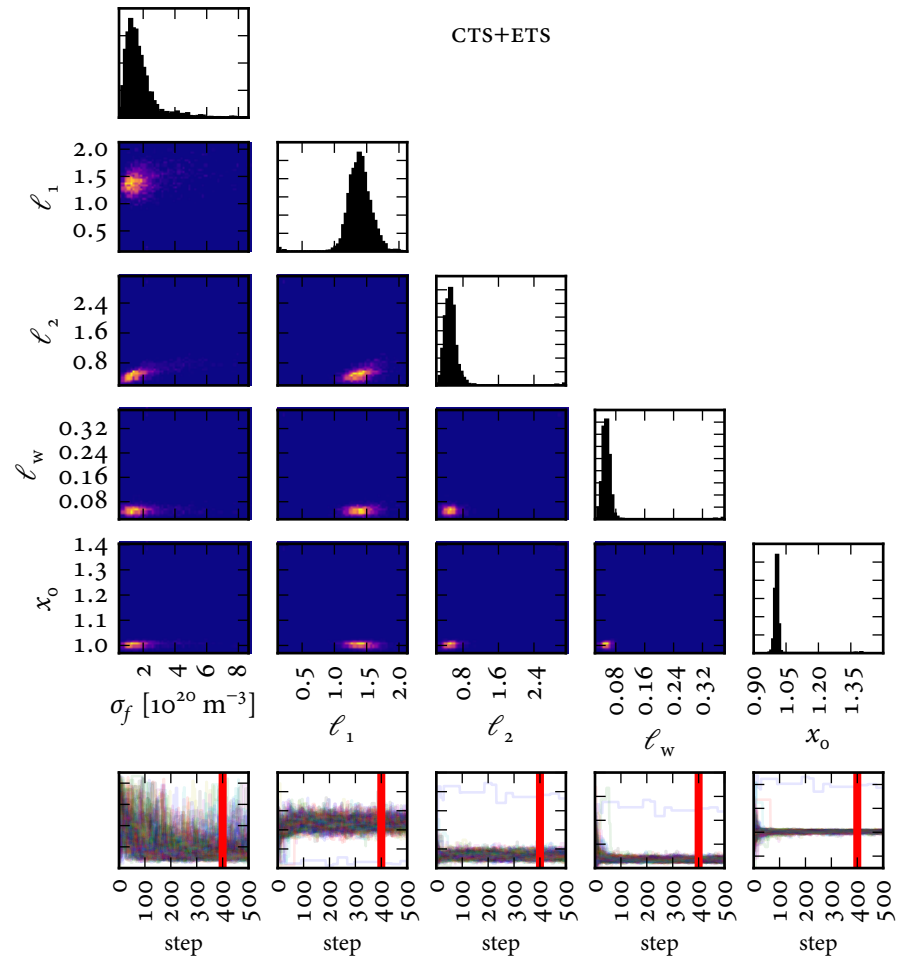 CTS+ETS
2.0
1.5
1.0
0.5
ℓ₁
2.4
1.6
0.8
ℓ₂
0.32
0.24
0.16
0.08
ℓ_w
1.4
1.3
1.2
1.1
1.0
x₀
2 4 6 8
0.5 1.0 1.5 2.0
0.8 1.6 2.4
0.08 0.16 0.24 0.32
0.90 1.05 1.20 1.35
σ_f [10²⁰ m⁻³]
ℓ₁
ℓ₂
ℓ_w
x₀
0 100 200 300 400 500
0 100 200 300 400 500
0 100 200 300 400 500
0 100 200 300 400 500
0 100 200 300 400 500
step step step step step